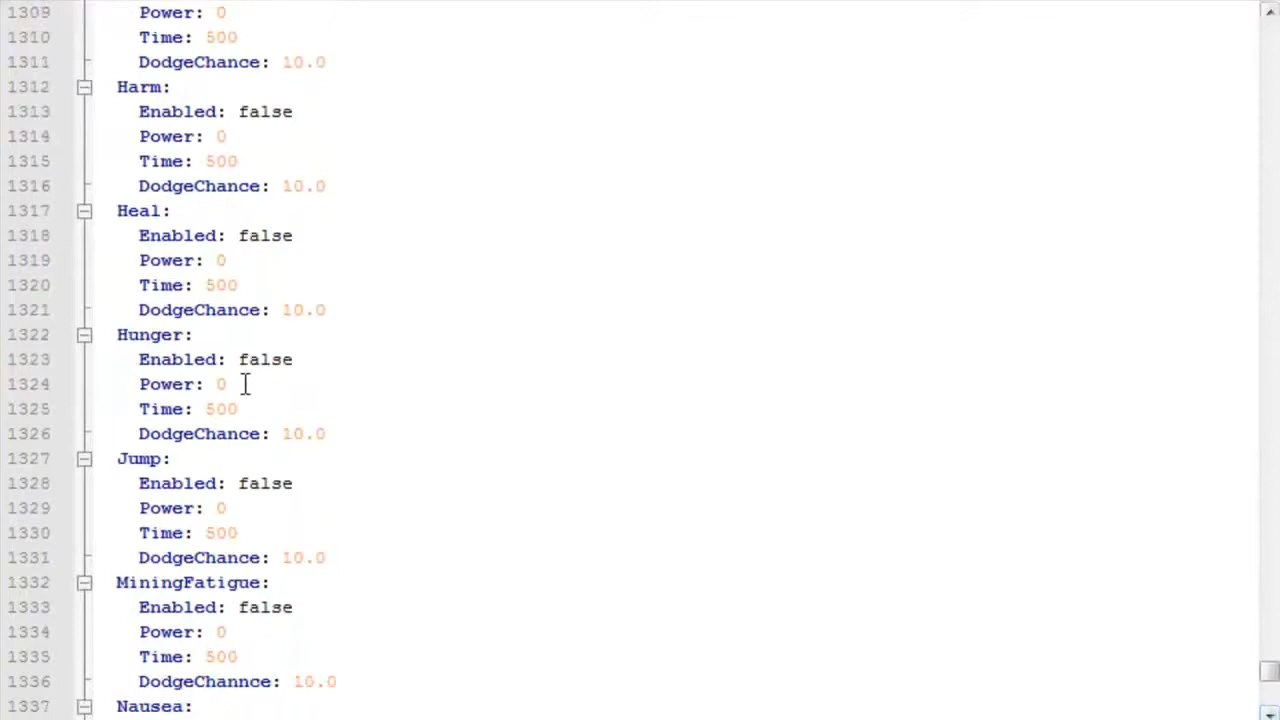 1309 Power: 0
1310 Time: 500
1311 DodgeChance: 10.0
1312 Harm:
1313 Enabled: false
1314 Power: 0
1315 Time: 500
1316 DodgeChance: 10.0
1317 Heal:
1318 Enabled: false
1319 Power: 0
1320 Time: 500
1321 DodgeChance: 10.0
1322 Hunger:
1323 Enabled: false
1324 Power: 0
1325 Time: 500
1326 DodgeChance: 10.0
1327 Jump:
1328 Enabled: false
1329 Power: 0
1330 Time: 500
1331 DodgeChance: 10.0
1332 MiningFatigue:
1333 Enabled: false
1334 Power: 0
1335 Time: 500
1336 DodgeChannce: 10.0
1337 Nausea: